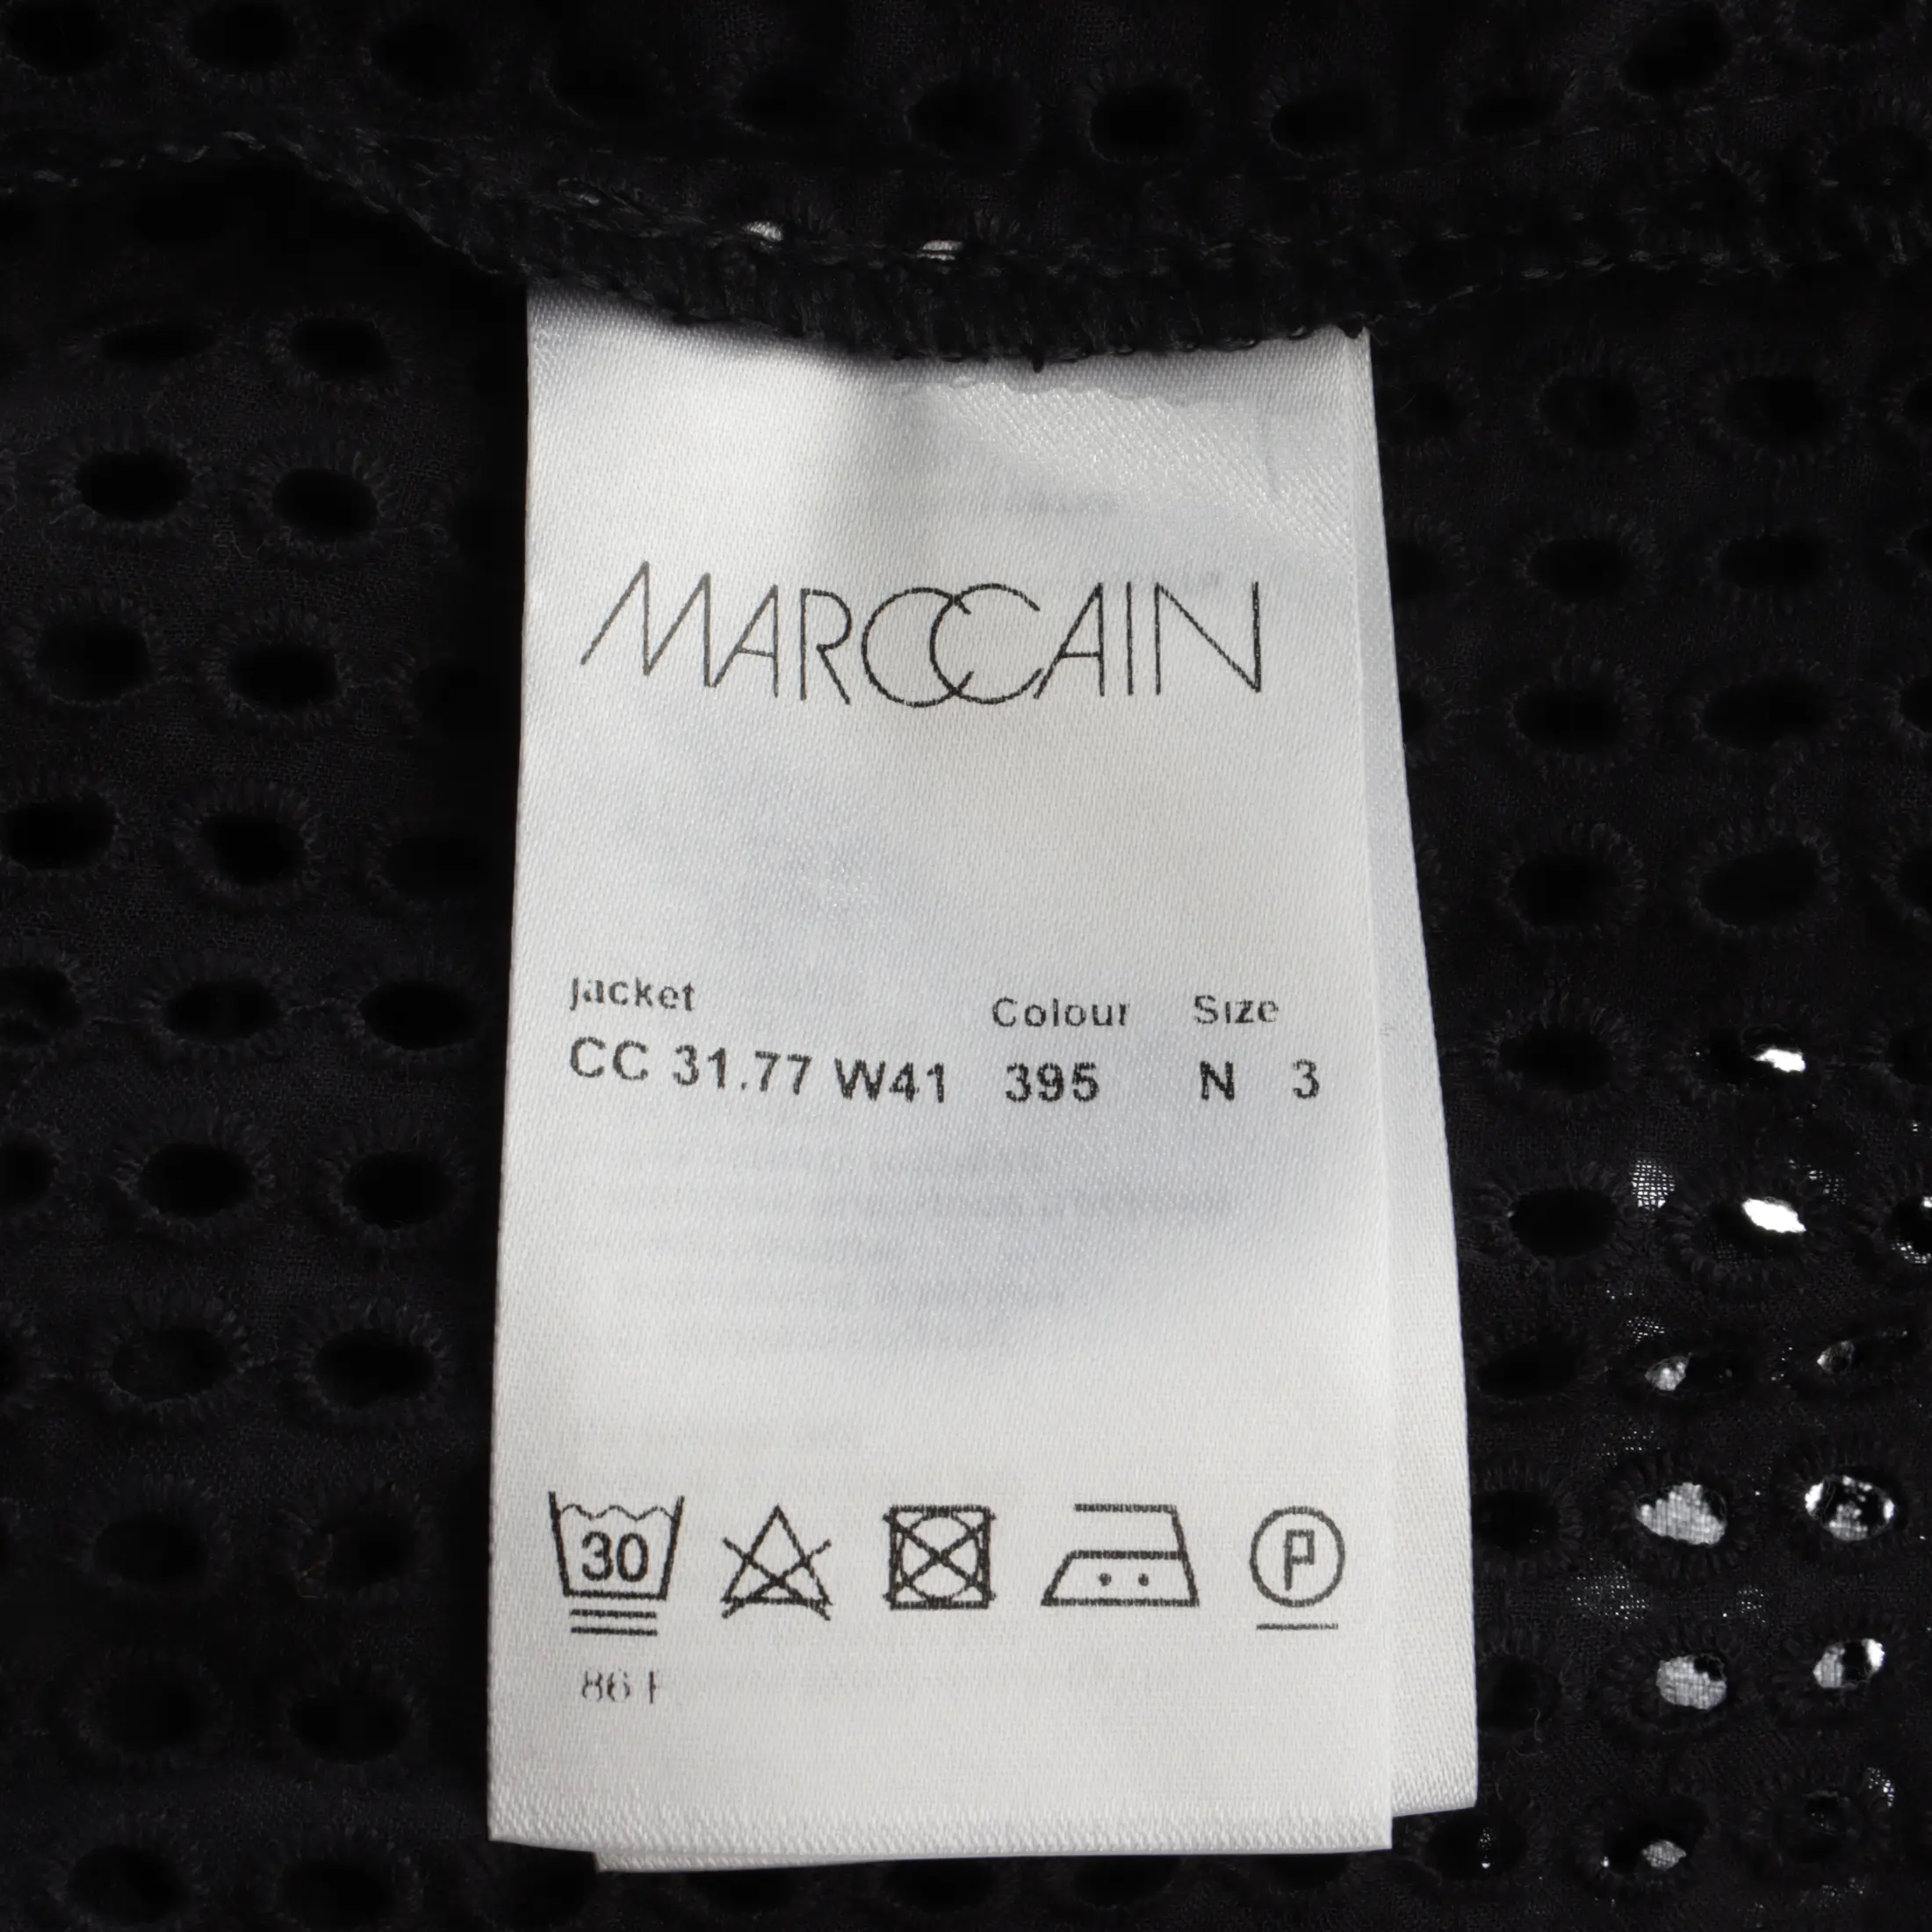 MARCCAIN
Jacket Colour Size
CC 31.77 W41 395 N 3
30
P
86 F